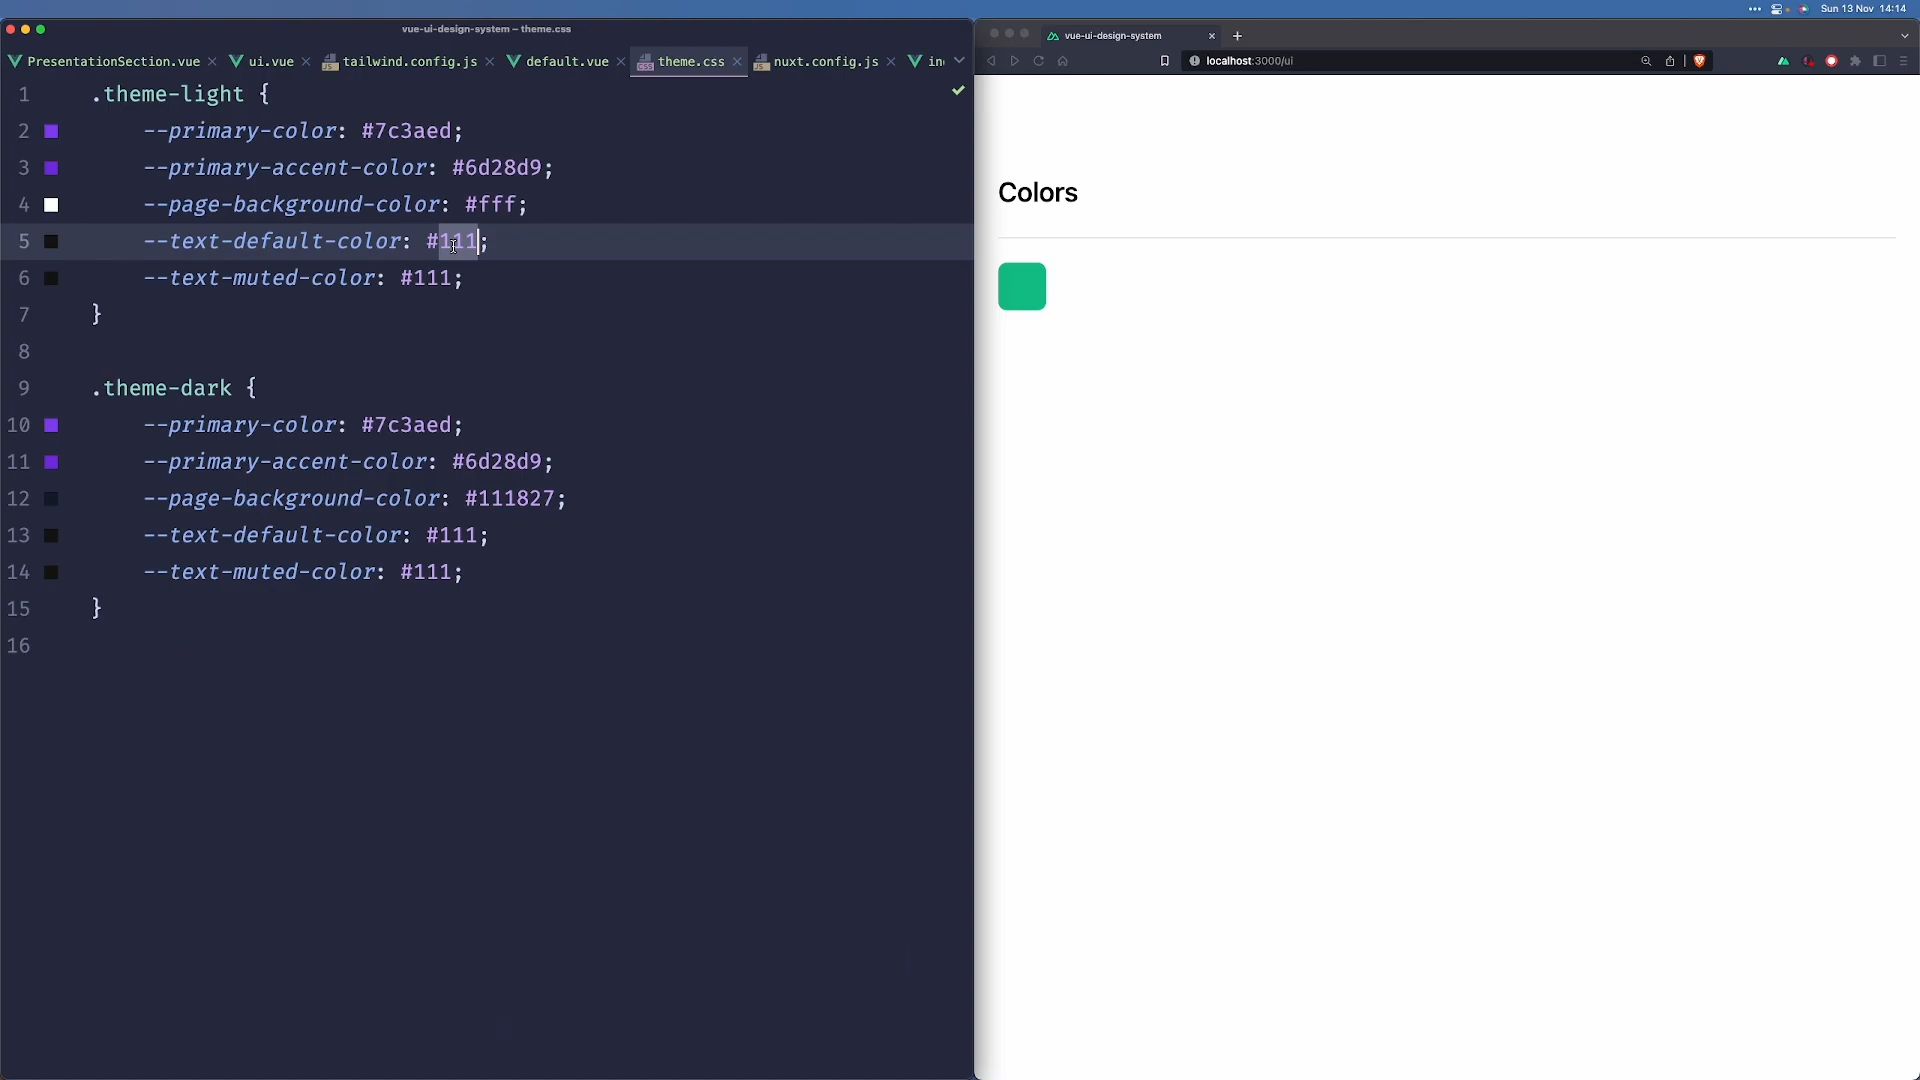 Sun 13 Nov 14:14
vue-ui-design-system – theme.css
PresentationSection.vue
ui.vue
tailwind.config.js
default.vue
theme.css
nuxt.config.js
in
1 .theme-light {
2 --primary-color: #7c3aed;
3 --primary-accent-color: #6d28d9;
4 --page-background-color: #fff;
5 --text-default-color: #111;
6 --text-muted-color: #111;
7 }
8
9 .theme-dark {
10 --primary-color: #7c3aed;
11 --primary-accent-color: #6d28d9;
12 --page-background-color: #111827;
13 --text-default-color: #111;
14 --text-muted-color: #111;
15 }
16
vue-ui-design-system
localhost:3000/ui
Colors